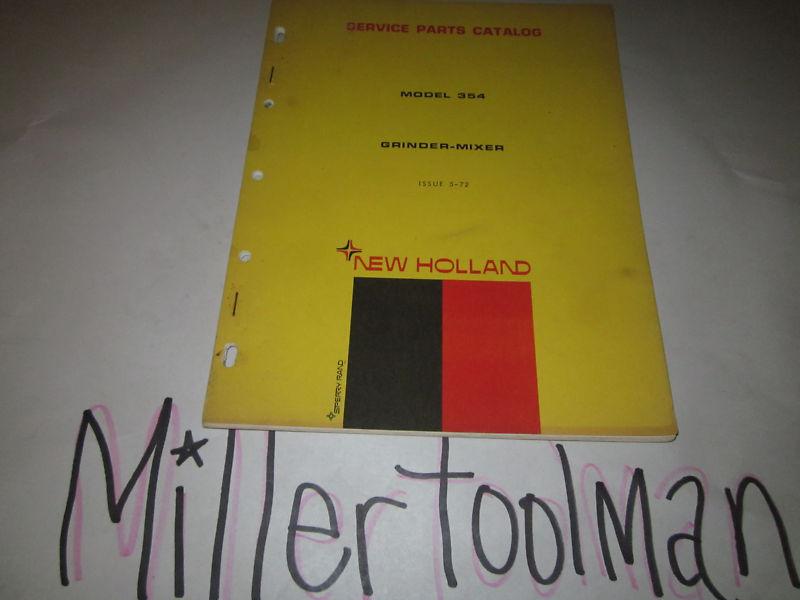 SERVICE PARTS CATALOG
MODEL 354
GRINDER-MIXER
ISSUE 5-72
NEW HOLLAND
SPERRY RAND
Millertoolman